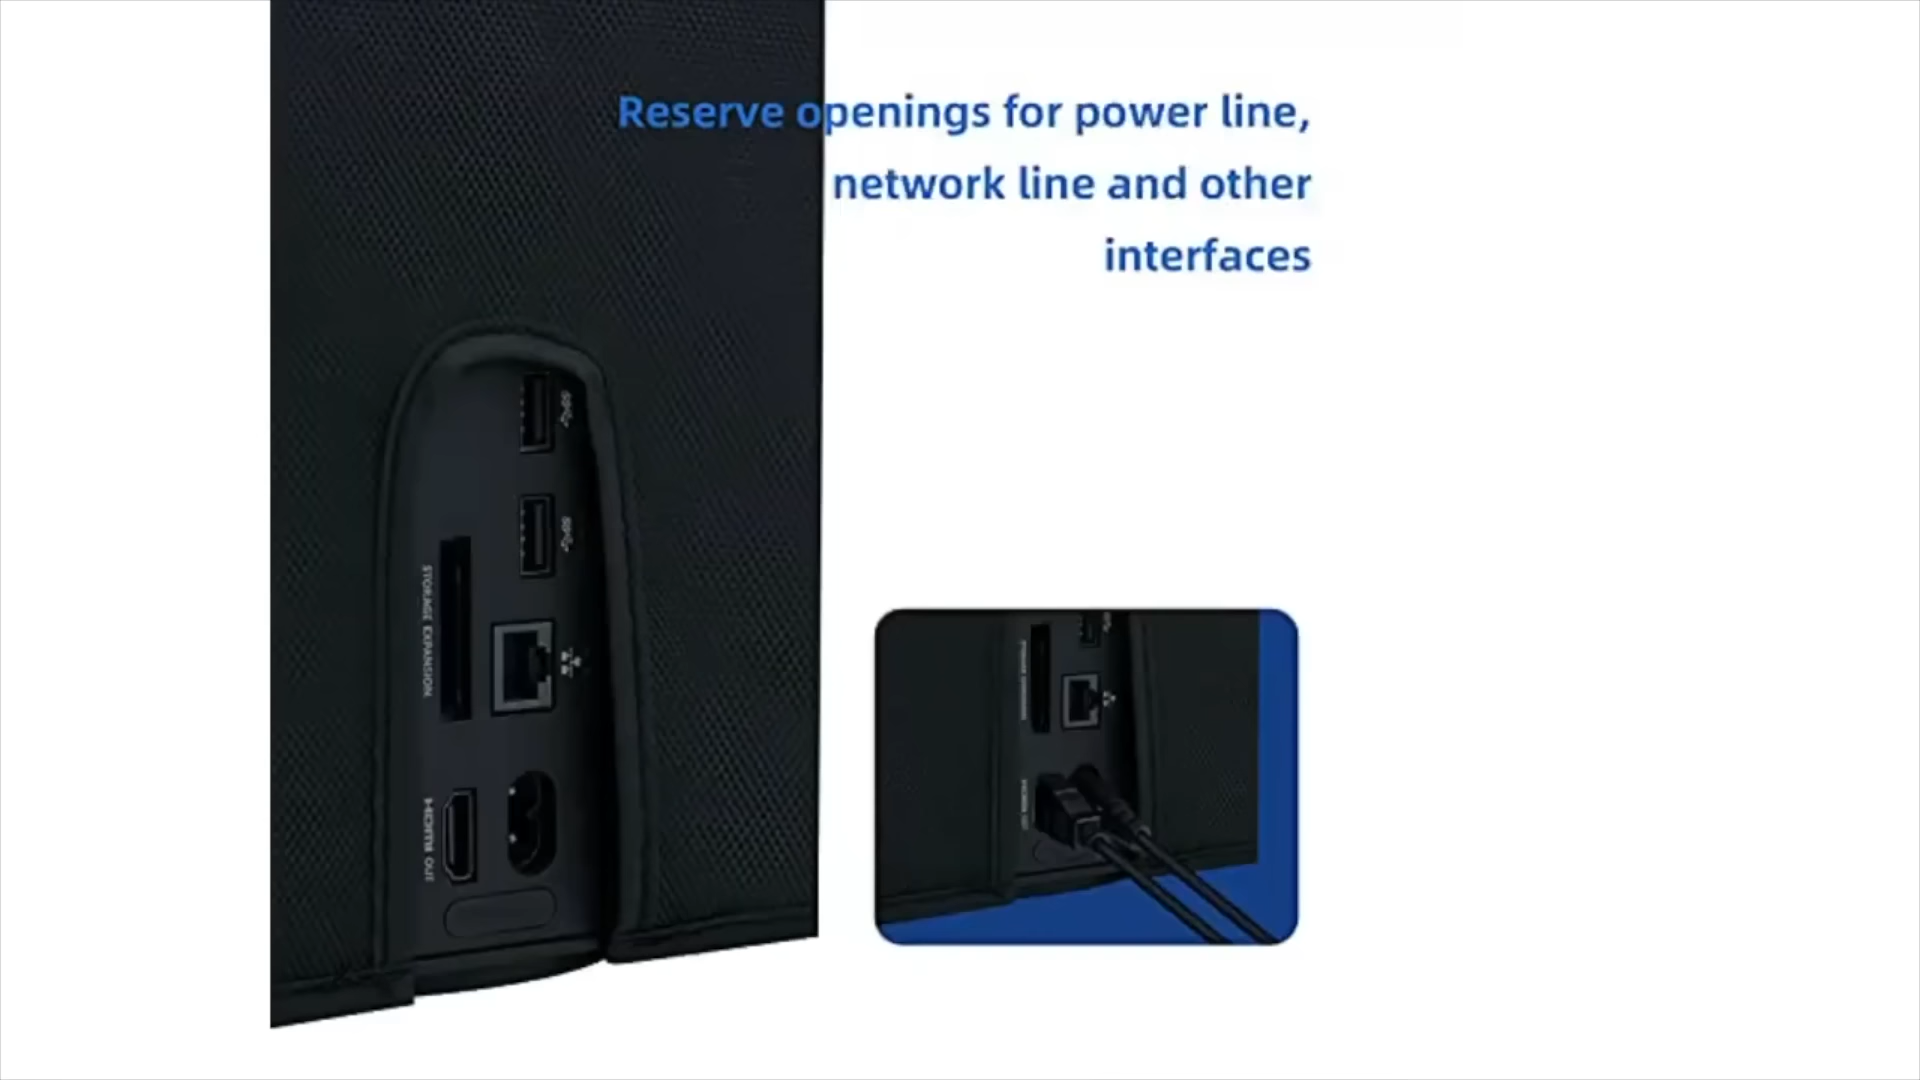 Reserve openings for power line,
network line and other
interfaces
STORAGE EXPANSION
HDMI OUT